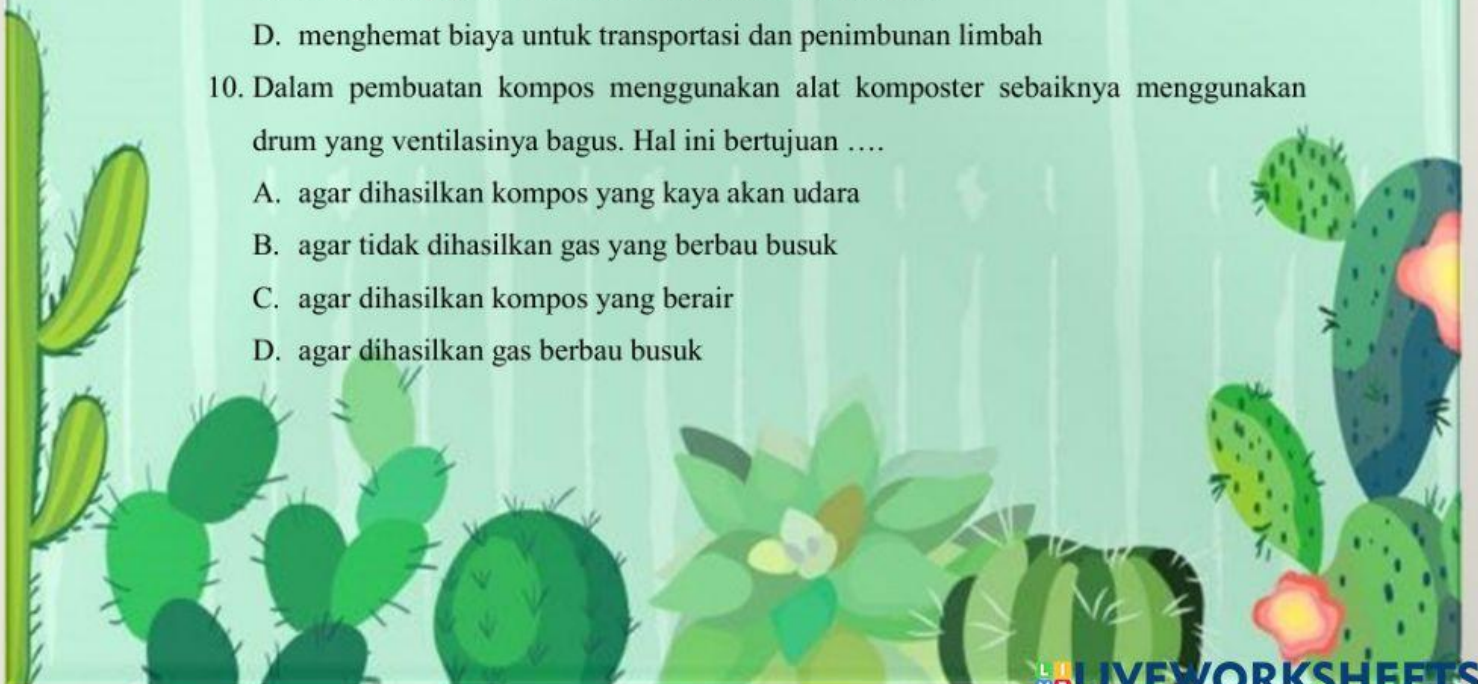 D. menghemat biaya untuk transportasi dan penimbunan limbah
10. Dalam pembuatan kompos menggunakan alat komposter sebaiknya menggunakan
drum yang ventilasinya bagus. Hal ini bertujuan ….
A. agar dihasilkan kompos yang kaya akan udara
B. agar tidak dihasilkan gas yang berbau busuk
C. agar dihasilkan kompos yang berair
D. agar dihasilkan gas berbau busuk
LIVEWORKSHEETS